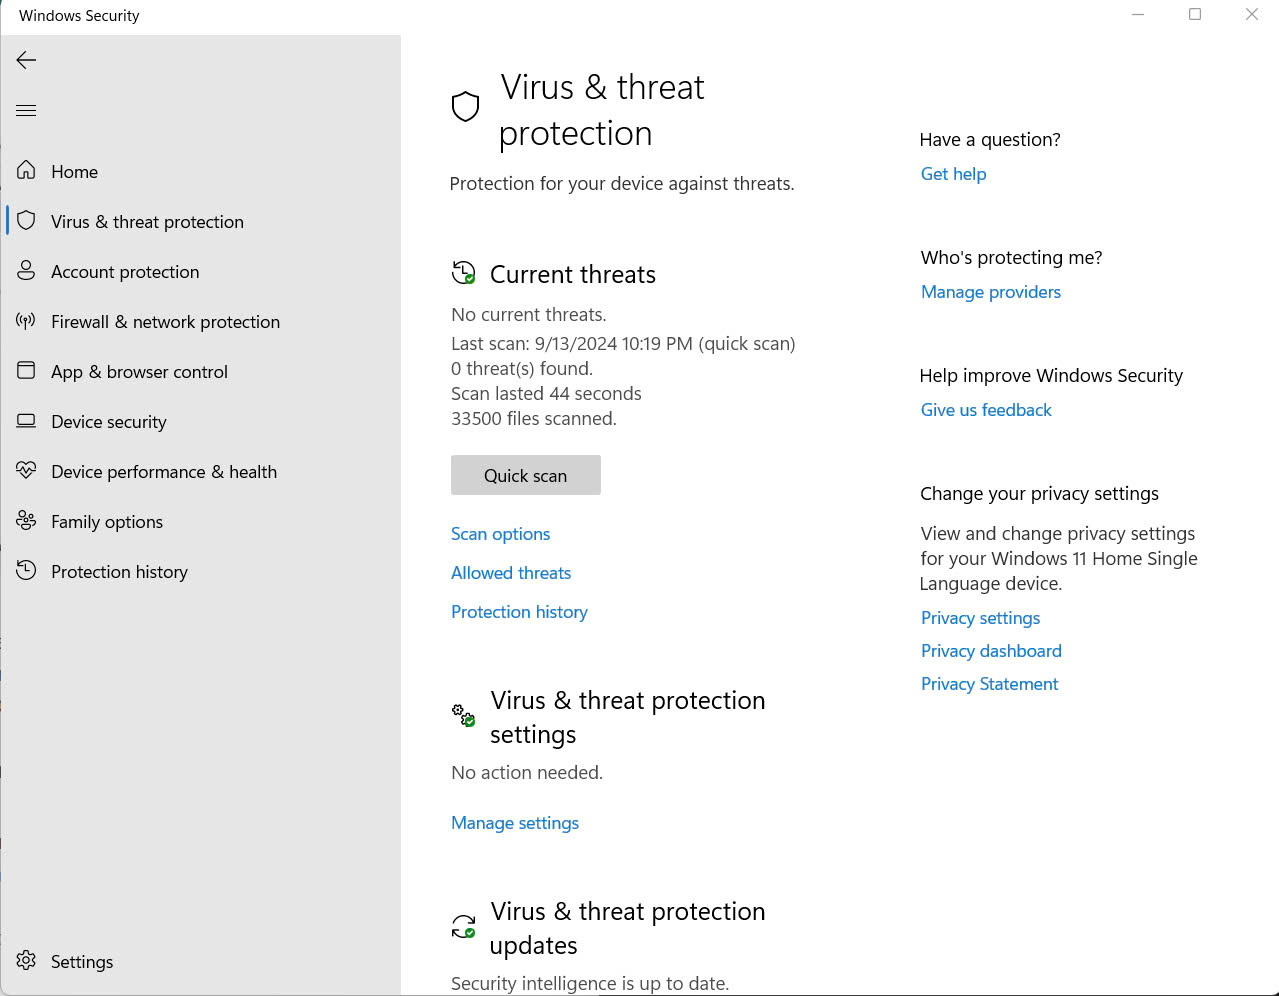 Windows Security
Home
Virus & threat protection
Account protection
Firewall & network protection
App & browser control
Device security
Device performance & health
Family options
Protection history
Settings
Virus & threat
protection
Protection for your device against threats.
Current threats
No current threats.
Last scan: 9/13/2024 10:19 PM (quick scan)
0 threat(s) found.
Scan lasted 44 seconds
33500 files scanned.
Quick scan
Scan options
Allowed threats
Protection history
Virus & threat protection
settings
No action needed.
Manage settings
Virus & threat protection
updates
Security intelligence is up to date.
Have a question?
Get help
Who's protecting me?
Manage providers
Help improve Windows Security
Give us feedback
Change your privacy settings
View and change privacy settings
for your Windows 11 Home Single
Language device.
Privacy settings
Privacy dashboard
Privacy Statement